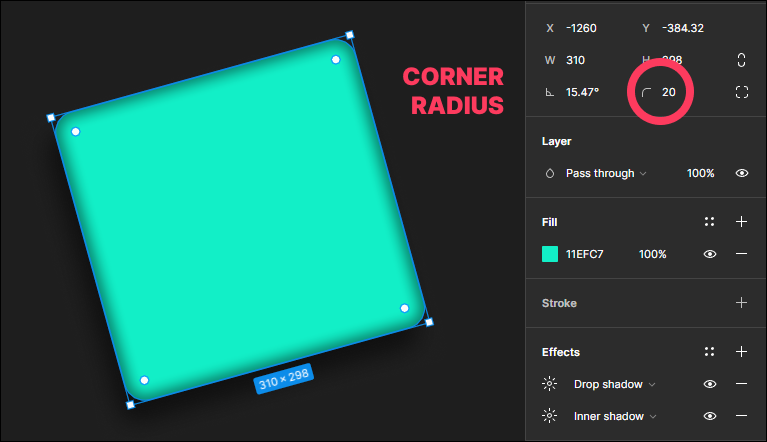 CORNER
RADIUS
310 × 298
X -1260 Y -384.32
W 310 H 298
15.47° 20
Layer
Pass through 100%
Fill
11EFC7 100%
Stroke
Effects
Drop shadow
Inner shadow